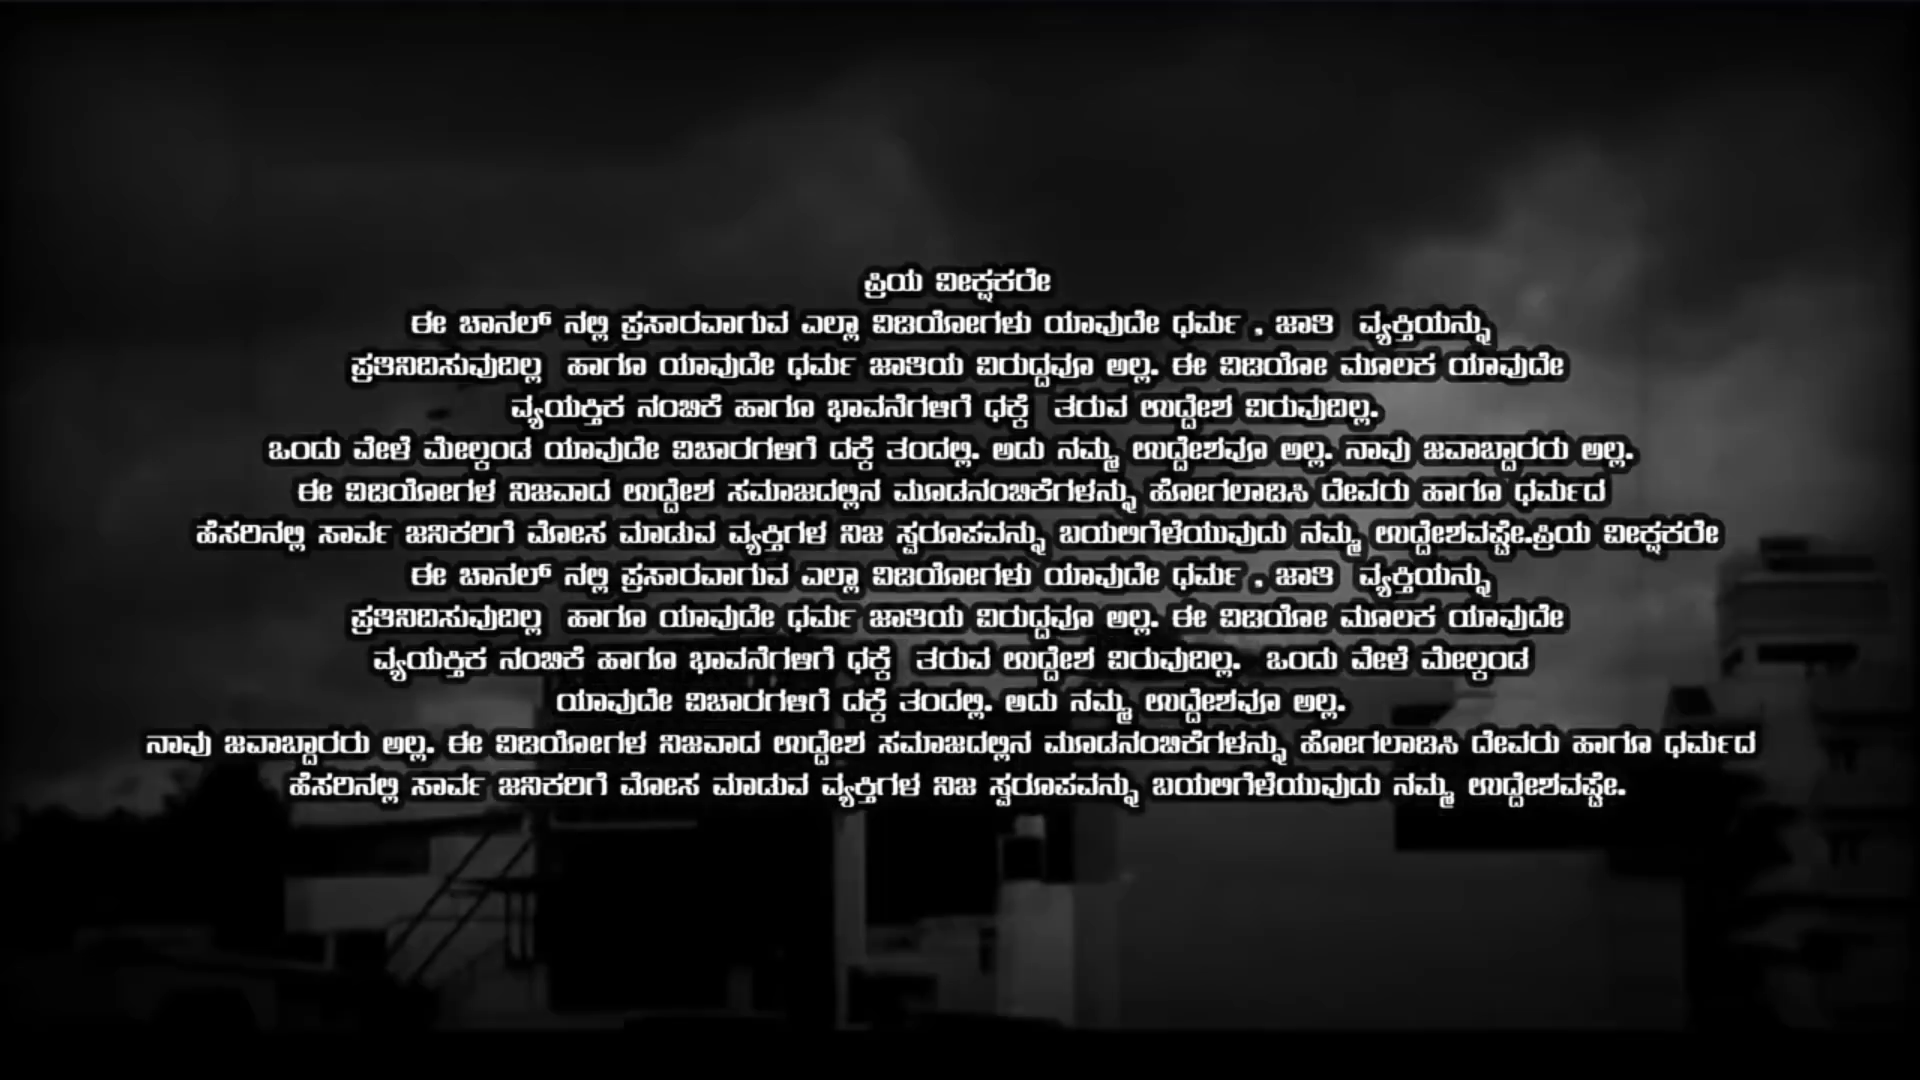 ಪ್ರಿಯ ವೀಕ್ಷಕರೇ
ಈ ಚಾನಲ್ ನಲ್ಲಿ ಪ್ರಸಾರವಾಗುವ ಎಲ್ಲಾ ವಿಡಿಯೋಗಳು ಯಾವುದೇ ಧರ್ಮ , ಜಾತಿ ವ್ಯಕ್ತಿಯನ್ನು
ಪ್ರತಿನಿದಿಸುವುದಿಲ್ಲ ಹಾಗೂ ಯಾವುದೇ ಧರ್ಮ ಜಾತಿಯ ವಿರುದ್ದವೂ ಅಲ್ಲ. ಈ ವಿಡಿಯೋ ಮೂಲಕ ಯಾವುದೇ
ವ್ಯಯಕ್ತಿಕ ನಂಬಿಕೆ ಹಾಗೂ ಭಾವನೆಗಳಿಗೆ ಧಕ್ಕೆ ತರುವ ಉದ್ದೇಶ ವಿರುವುದಿಲ್ಲ.
ಒಂದು ವೇಳೆ ಮೇಲ್ಕಂಡ ಯಾವುದೇ ವಿಚಾರಗಳಿಗೆ ದಕ್ಕೆ ತಂದಲ್ಲಿ. ಅದು ನಮ್ಮ ಉದ್ದೇಶವೂ ಅಲ್ಲ. ನಾವು ಜವಾಬ್ದಾರರು ಅಲ್ಲ.
ಈ ವಿಡಿಯೋಗಳ ನಿಜವಾದ ಉದ್ದೇಶ ಸಮಾಜದಲ್ಲಿನ ಮೂಡನಂಬಿಕೆಗಳನ್ನು ಹೋಗಲಾಡಿಸಿ ದೇವರು ಹಾಗೂ ಧರ್ಮದ
ಹೆಸರಿನಲ್ಲಿ ಸಾರ್ವ ಜನಿಕರಿಗೆ ಮೋಸ ಮಾಡುವ ವ್ಯಕ್ತಿಗಳ ನಿಜ ಸ್ವರೂಪವನ್ನು ಬಯಲಿಗೆಳೆಯುವುದು ನಮ್ಮ ಉದ್ದೇಶವಷ್ಟೇ.ಪ್ರಿಯ ವೀಕ್ಷಕರೇ
ಈ ಚಾನಲ್ ನಲ್ಲಿ ಪ್ರಸಾರವಾಗುವ ಎಲ್ಲಾ ವಿಡಿಯೋಗಳು ಯಾವುದೇ ಧರ್ಮ , ಜಾತಿ ವ್ಯಕ್ತಿಯನ್ನು
ಪ್ರತಿನಿದಿಸುವುದಿಲ್ಲ ಹಾಗೂ ಯಾವುದೇ ಧರ್ಮ ಜಾತಿಯ ವಿರುದ್ದವೂ ಅಲ್ಲ. ಈ ವಿಡಿಯೋ ಮೂಲಕ ಯಾವುದೇ
ವ್ಯಯಕ್ತಿಕ ನಂಬಿಕೆ ಹಾಗೂ ಭಾವನೆಗಳಿಗೆ ಧಕ್ಕೆ ತರುವ ಉದ್ದೇಶ ವಿರುವುದಿಲ್ಲ. ಒಂದು ವೇಳೆ ಮೇಲ್ಕಂಡ
ಯಾವುದೇ ವಿಚಾರಗಳಿಗೆ ದಕ್ಕೆ ತಂದಲ್ಲಿ. ಅದು ನಮ್ಮ ಉದ್ದೇಶವೂ ಅಲ್ಲ.
ನಾವು ಜವಾಬ್ದಾರರು ಅಲ್ಲ. ಈ ವಿಡಿಯೋಗಳ ನಿಜವಾದ ಉದ್ದೇಶ ಸಮಾಜದಲ್ಲಿನ ಮೂಡನಂಬಿಕೆಗಳನ್ನು ಹೋಗಲಾಡಿಸಿ ದೇವರು ಹಾಗೂ ಧರ್ಮದ
ಹೆಸರಿನಲ್ಲಿ ಸಾರ್ವ ಜನಿಕರಿಗೆ ಮೋಸ ಮಾಡುವ ವ್ಯಕ್ತಿಗಳ ನಿಜ ಸ್ವರೂಪವನ್ನು ಬಯಲಿಗೆಳೆಯುವುದು ನಮ್ಮ ಉದ್ದೇಶವಷ್ಟೇ.